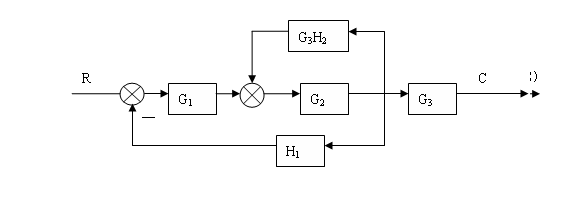 G₃H₂
R
C
:)
G₁
G₂
G₃
—
H₁